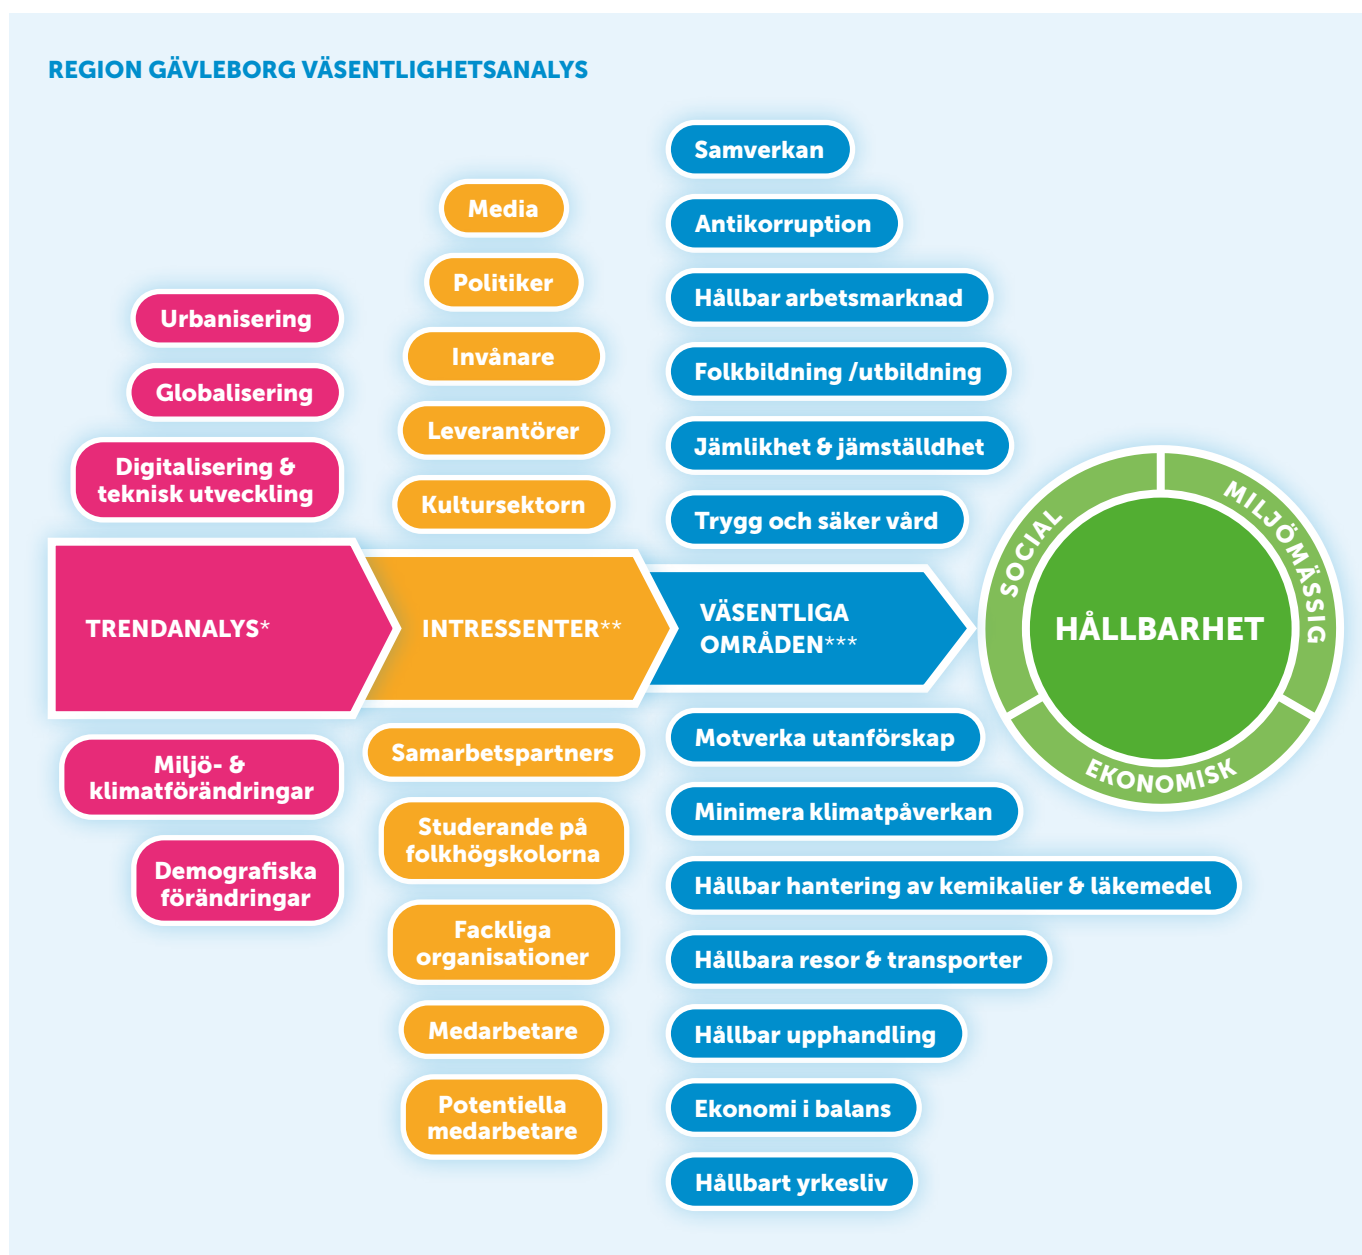 REGION GÄVLEBORG VÄSENTLIGHETSANALYS
Urbanisering
Globalisering
Digitalisering &
teknisk utveckling
TRENDANALYS*
Miljö- &
klimatförändringar
Demografiska
förändringar
Media
Politiker
Invånare
Leverantörer
Kultursektorn
INTRESSENTER**
Samarbetspartners
Studerande på
folkhögskolorna
Fackliga
organisationer
Medarbetare
Potentiella
medarbetare
Samverkan
Antikorruption
Hållbar arbetsmarknad
Folkbildning /utbildning
Jämlikhet & jämställdhet
Trygg och säker vård
VÄSENTLIGA
OMRÅDEN***
Motverka utanförskap
Minimera klimatpåverkan
Hållbar hantering av kemikalier & läkemedel
Hållbara resor & transporter
Hållbar upphandling
Ekonomi i balans
Hållbart yrkesliv
SOCIAL
MILJÖMÄSSIG
HÅLLBARHET
EKONOMISK